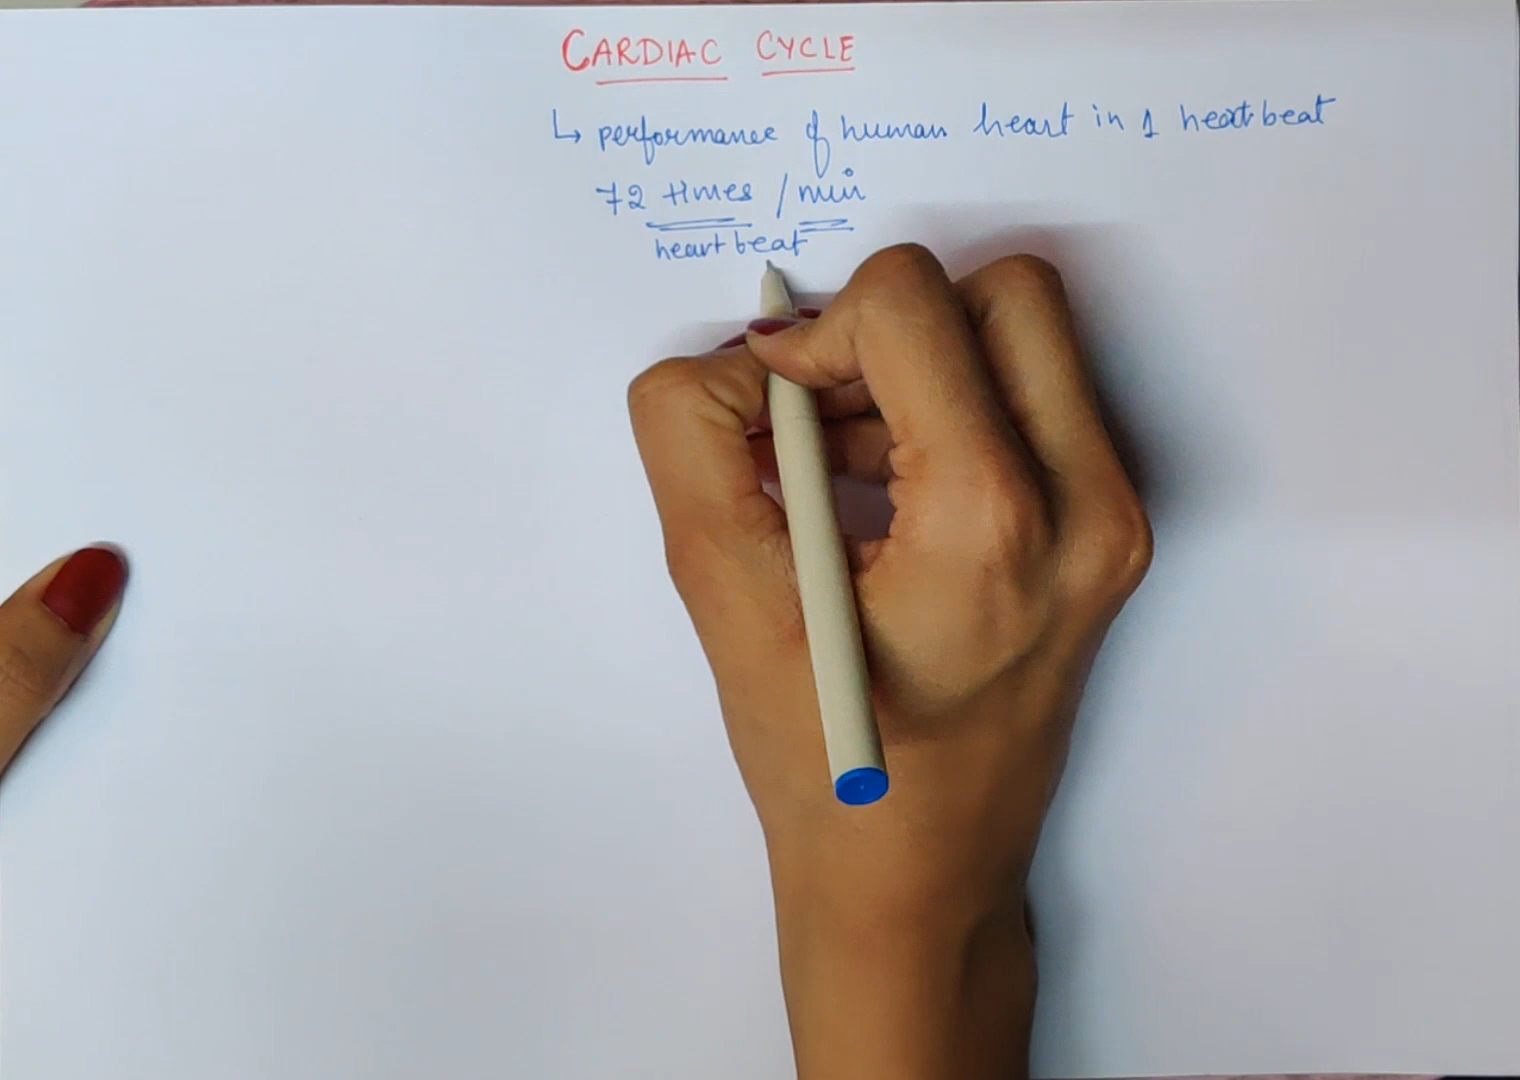 CARDIAC CYCLE
↳ performance of human heart in 1 heartbeat
72 times / min
heart beat